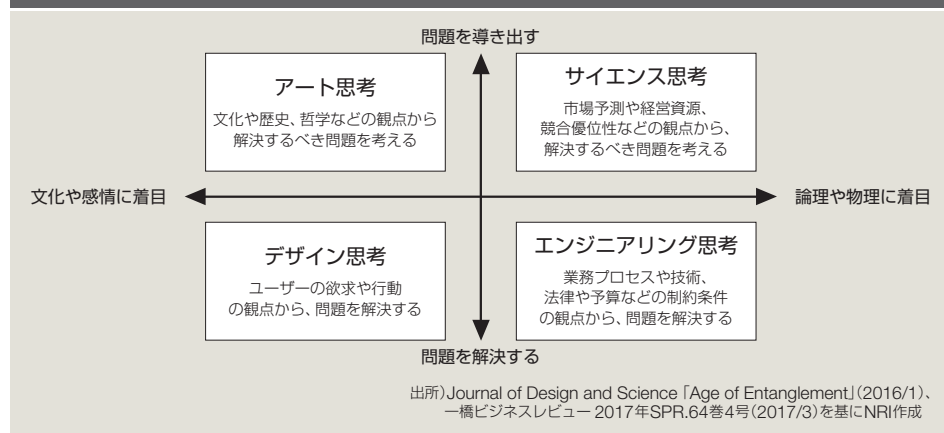 問題を導き出す
アート思考
文化や歴史、哲学などの観点から
解決するべき問題を考える
サイエンス思考
市場予測や経営資源、
競合優位性などの観点から、
解決するべき問題を考える
文化や感情に着目
論理や物理に着目
デザイン思考
ユーザーの欲求や行動
の観点から、問題を解決する
エンジニアリング思考
業務プロセスや技術、
法律や予算などの制約条件
の観点から、問題を解決する
問題を解決する
出所)Journal of Design and Science「Age of Entanglement」(2016/1)、
一橋ビジネスレビュー 2017年SPR.64巻4号(2017/3)を基にNRI作成